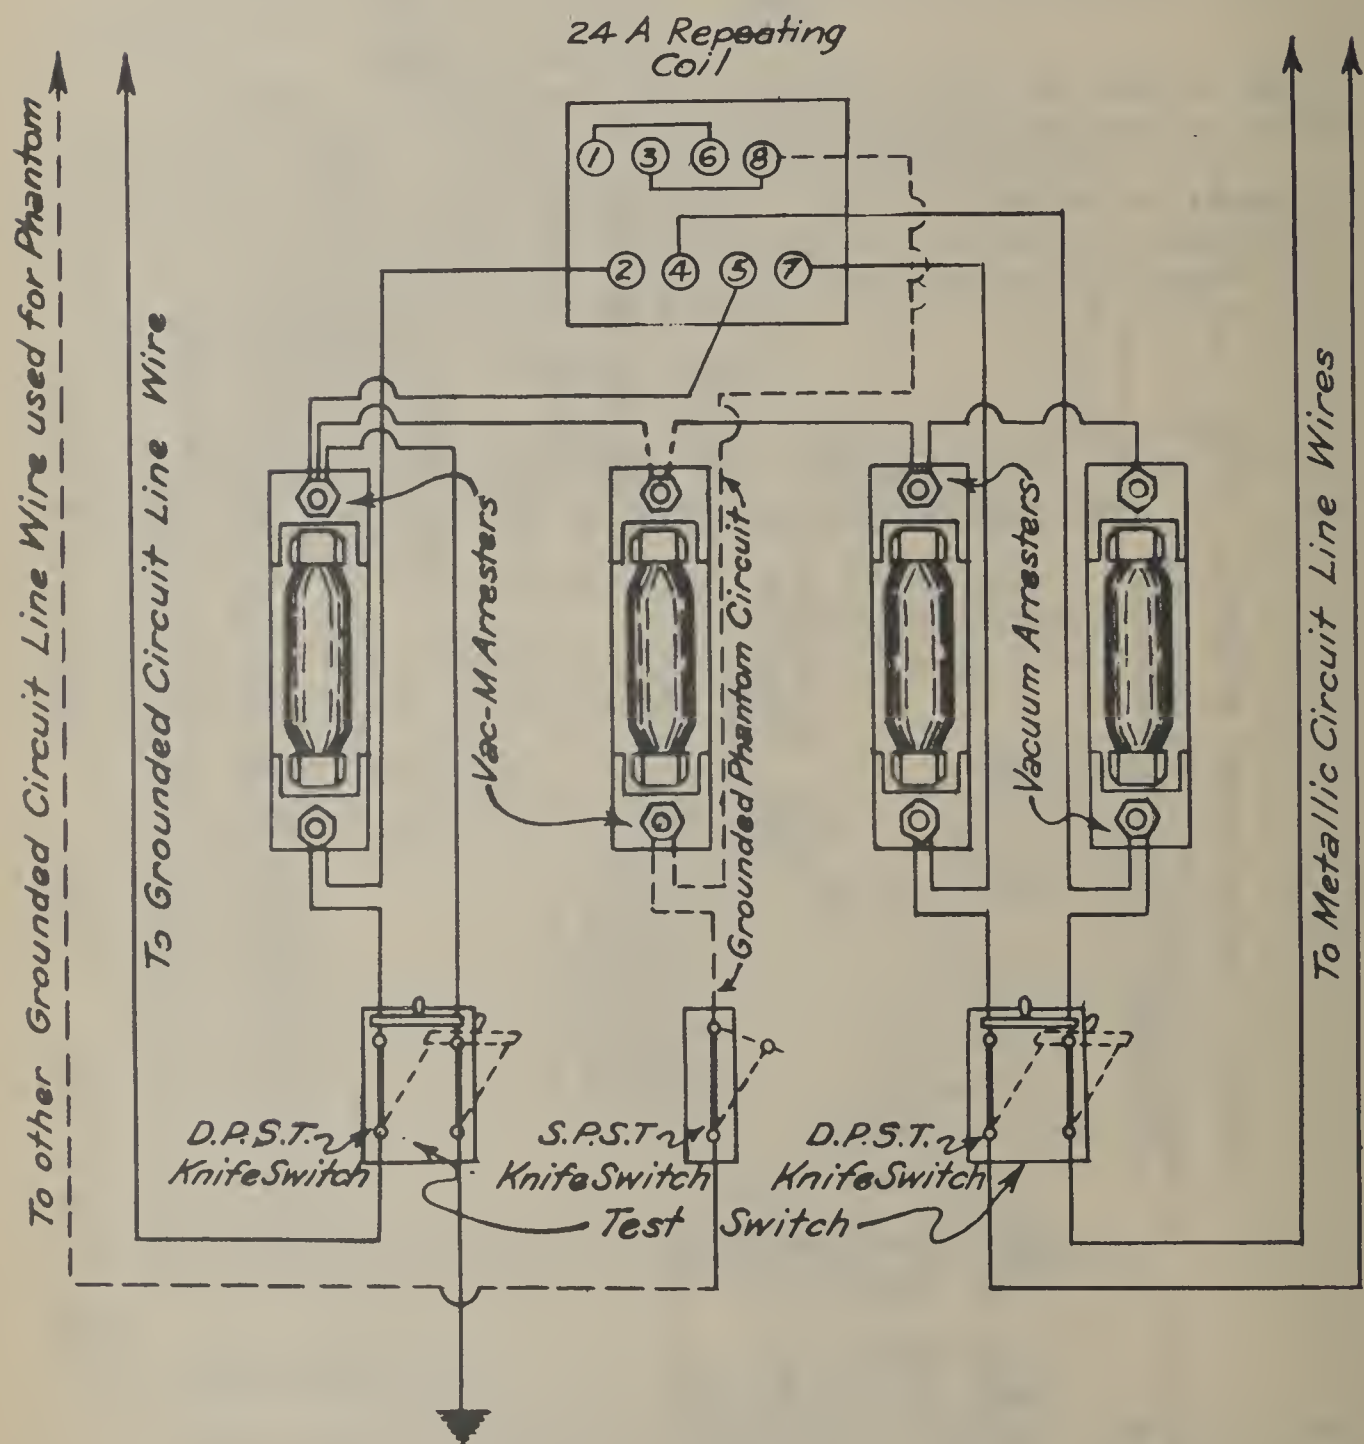 24 A Repeating
Coil
1 3 6 8
2 4 5 7
To other Grounded Circuit Line Wire used for Phantom
To Grounded Circuit Line Wire
Vac-M Arresters
Grounded Phantom Circuit
Vacuum Arresters
To Metallic Circuit Line Wires
D.P.S.T.
Knife Switch
S.P.S.T
Knife Switch
D.P.S.T.
Knife Switch
Test Switch